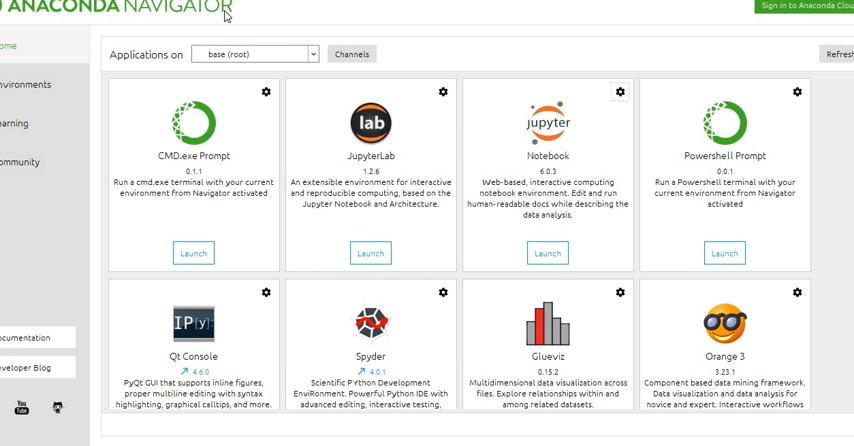 ANACONDA NAVIGATOR
Sign in to Anaconda Clou
ome
Applications on
base (root)
Channels
Refresh
nvironments
earning
ommunity
CMD.exe Prompt
0.1.1
Run a cmd.exe terminal with your current
environment from Navigator activated
Launch
lab
JupyterLab
1.2.6
An extensible environment for interactive
and reproducible computing, based on the
Jupyter Notebook and Architecture.
Launch
jupyter
Notebook
6.0.3
Web-based, interactive computing
notebook environment. Edit and run
human-readable docs while describing the
data analysis.
Launch
Powershell Prompt
0.0.1
Run a Powershell terminal with your
current environment from Navigator
activated
Launch
IP[y]:
Qt Console
4.6.0
PyQt GUI that supports inline figures,
proper multiline editing with syntax
highlighting, graphical calltips, and more.
Spyder
4.0.1
Scientific PYthon Development
EnviRonment. Powerful Python IDE with
advanced editing, interactive testing,
Glueviz
0.15.2
Multidimensional data visualization across
files. Explore relationships within and
among related datasets.
Orange 3
3.23.1
Component based data mining framework.
Data visualization and data analysis for
novice and expert. Interactive workflows
ocumentation
eveloper Blog
You
Tube